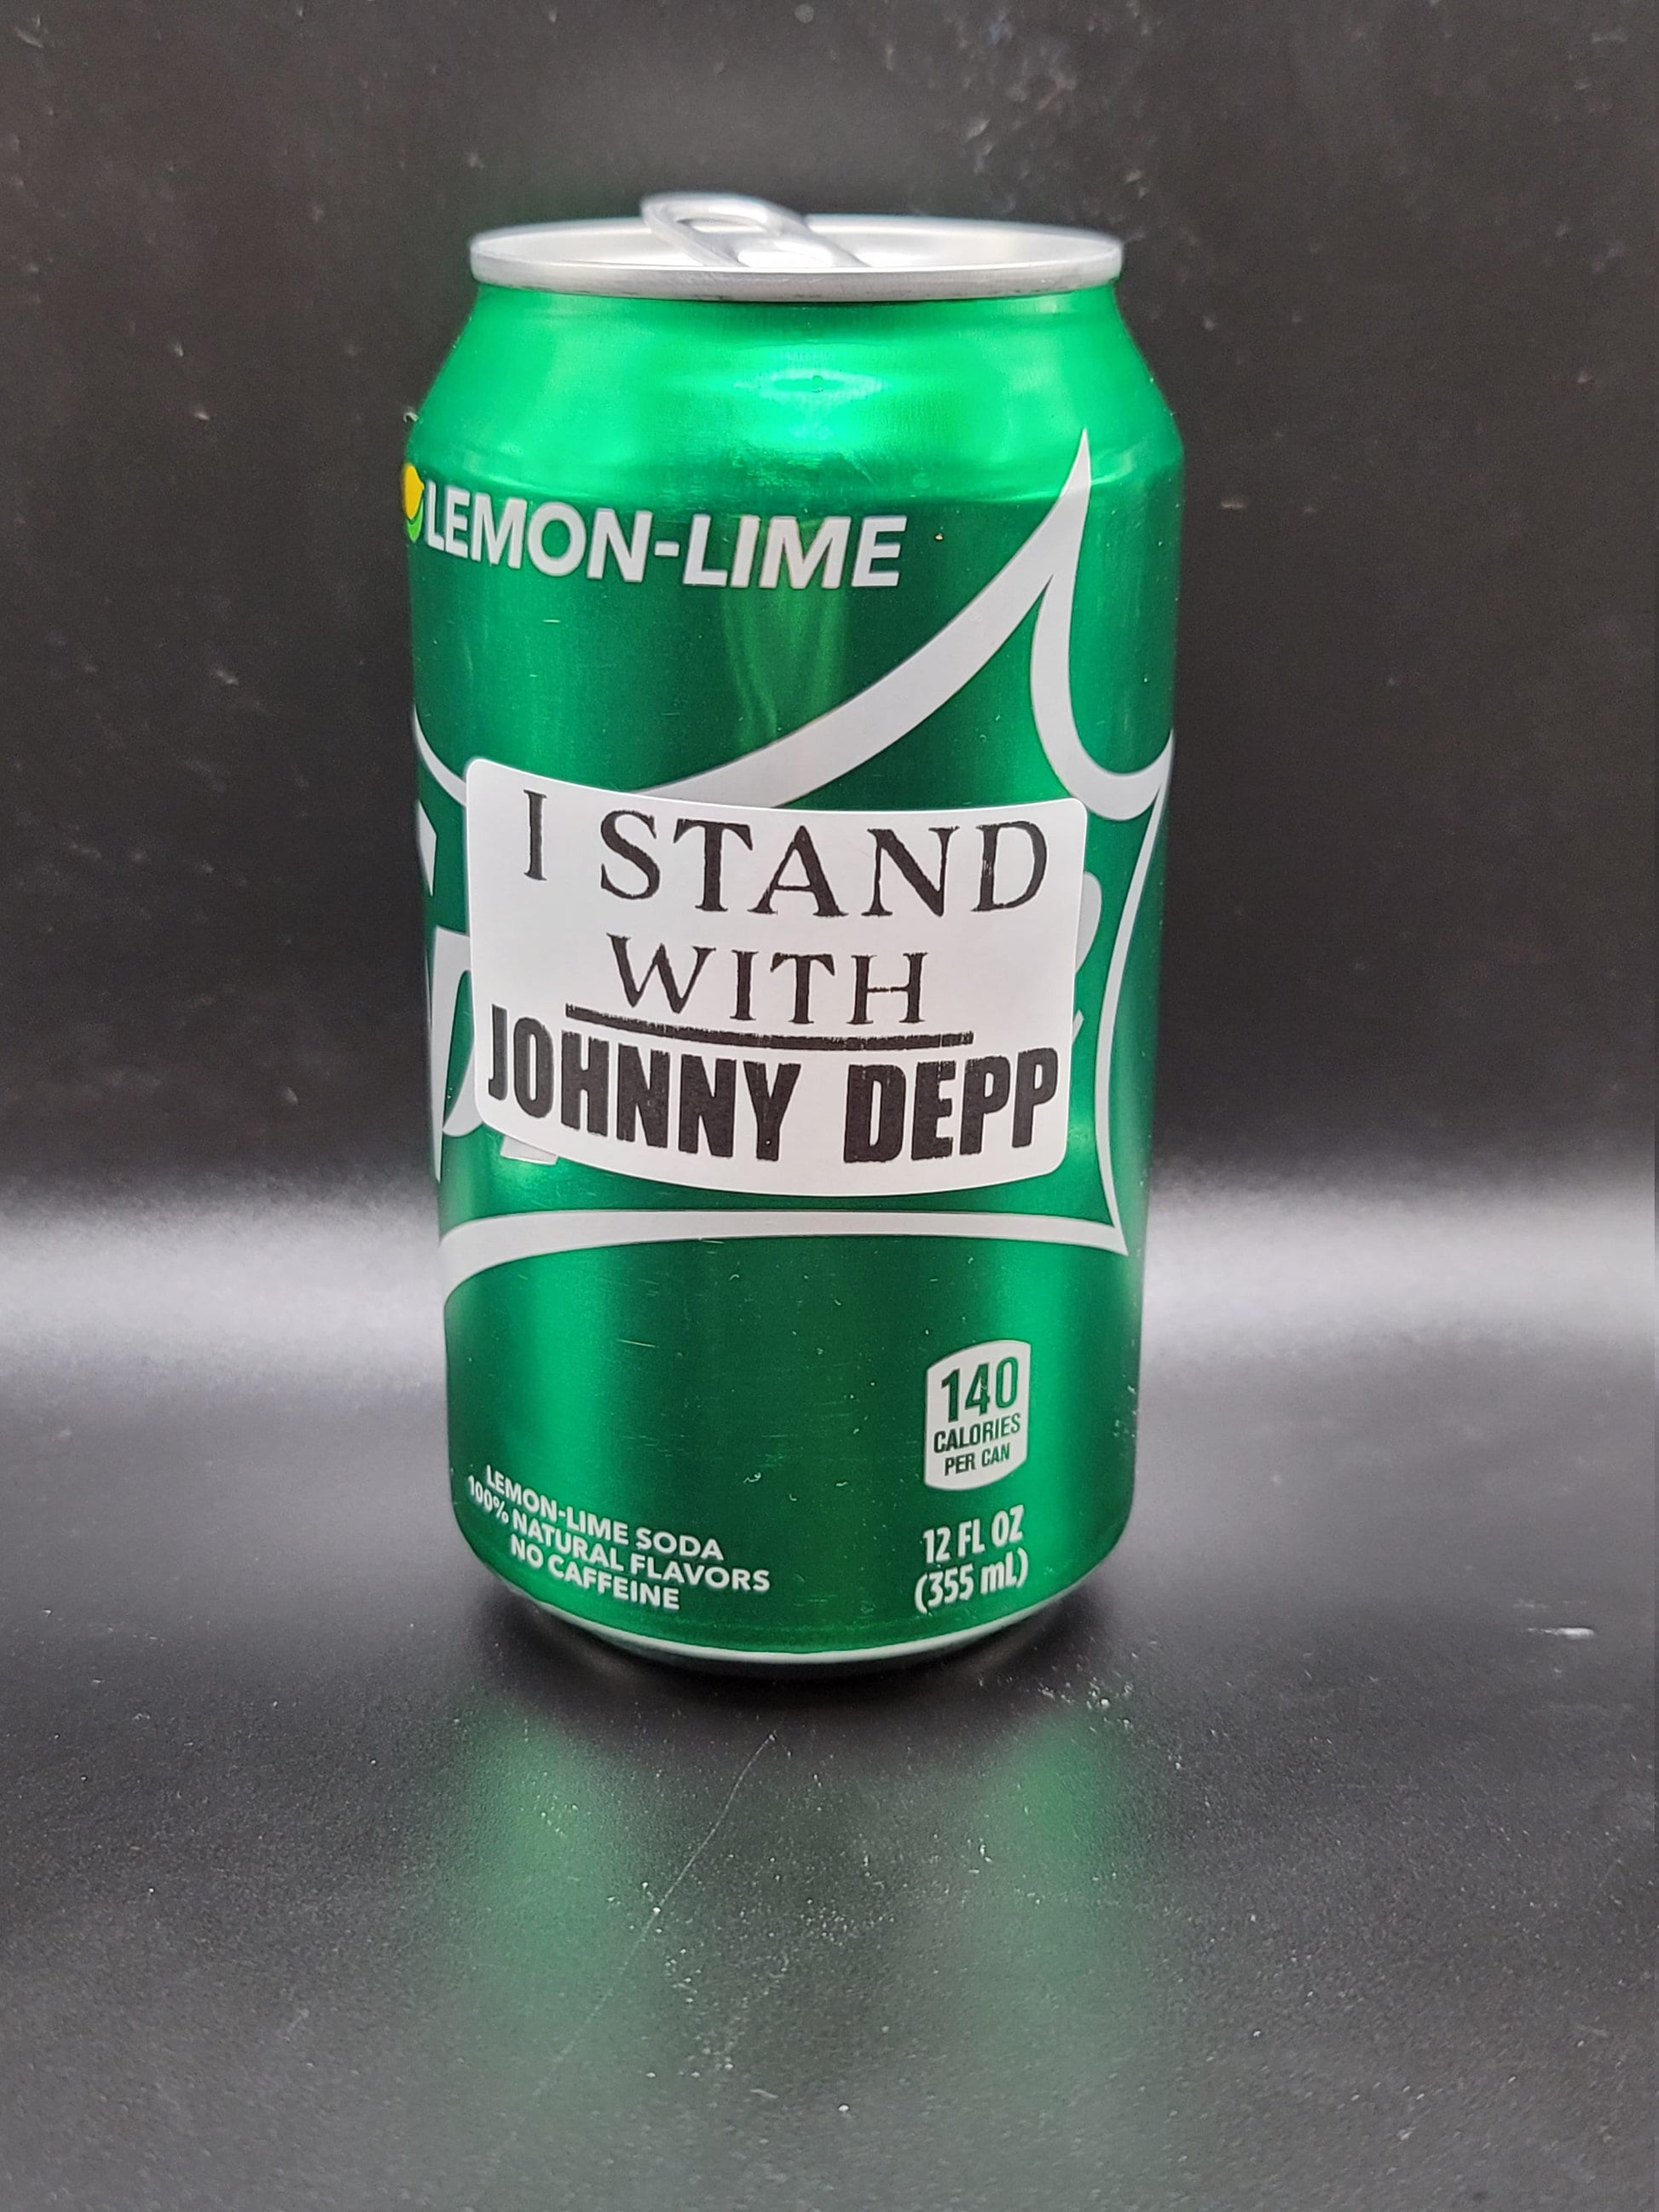 LEMON-LIME
I STAND
WITH
JOHNNY DEPP
140
CALORIES
PER CAN
LEMON-LIME SODA
100% NATURAL FLAVORS
NO CAFFEINE
12 FL OZ
(355 mL)